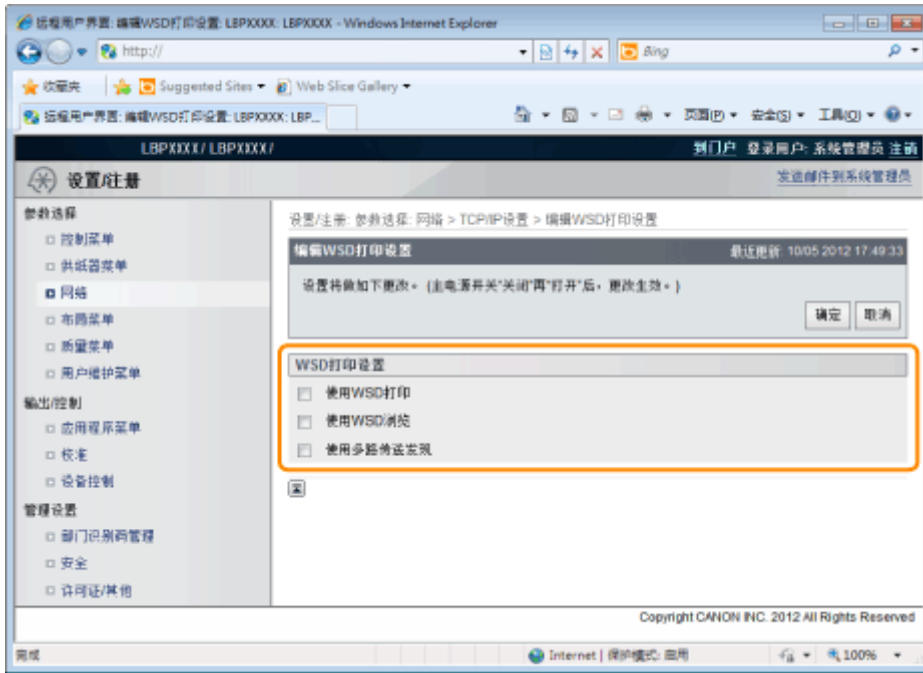 远程用户界面: 编辑WSD打印设置: LBPXXXX: LBPXXXX - Windows Internet Explorer
http://
Bing
收藏夹 Suggested Sites Web Slice Gallery
远程用户界面: 编辑WSD打印设置: LBPXXXX: LBP... 页面(P) 安全(S) 工具(O)
LBPXXXX / LBPXXXX / 到门户 登录用户: 系统管理员 注销
设置/注册 发送邮件到系统管理员
参数选择
控制菜单
供纸器菜单
网络
布局菜单
质量菜单
用户维护菜单
输出/控制
应用程序菜单
校准
设备控制
管理设置
部门识别码管理
安全
许可证/其他
设置/注册: 参数选择: 网络 > TCP/IP设置 > 编辑WSD打印设置
编辑WSD打印设置 最近更新: 10/05 2012 17:49:33
设置将做如下更改。(主电源开关"关闭"再"打开"后，更改生效。)
确定 取消
WSD打印设置
使用WSD打印
使用WSD浏览
使用多路传送发现
Copyright CANON INC. 2012 All Rights Reserved
完成 Internet | 保护模式: 启用 100%